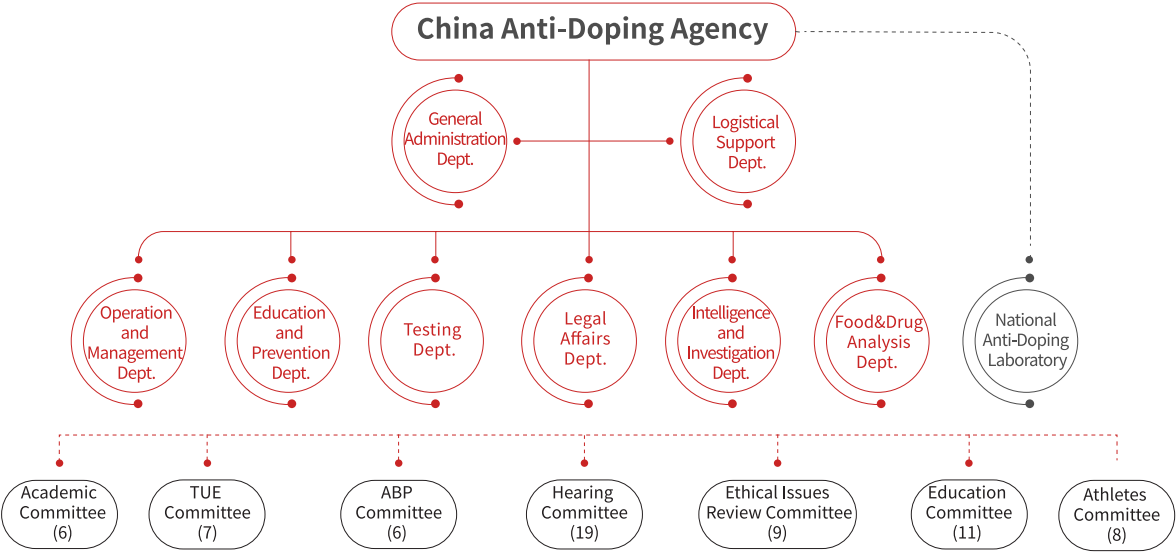 China Anti-Doping Agency
General
Administration
Dept.
Logistical
Support
Dept.
Operation
and
Management
Dept.
Education
and
Prevention
Dept.
Testing
Dept.
Legal
Affairs
Dept.
Intelligence
and
Investigation
Dept.
Food&Drug
Analysis
Dept.
National
Anti-Doping
Laboratory
Academic
Committee
(6)
TUE
Committee
(7)
ABP
Committee
(6)
Hearing
Committee
(19)
Ethical Issues
Review Committee
(9)
Education
Committee
(11)
Athletes
Committee
(8)